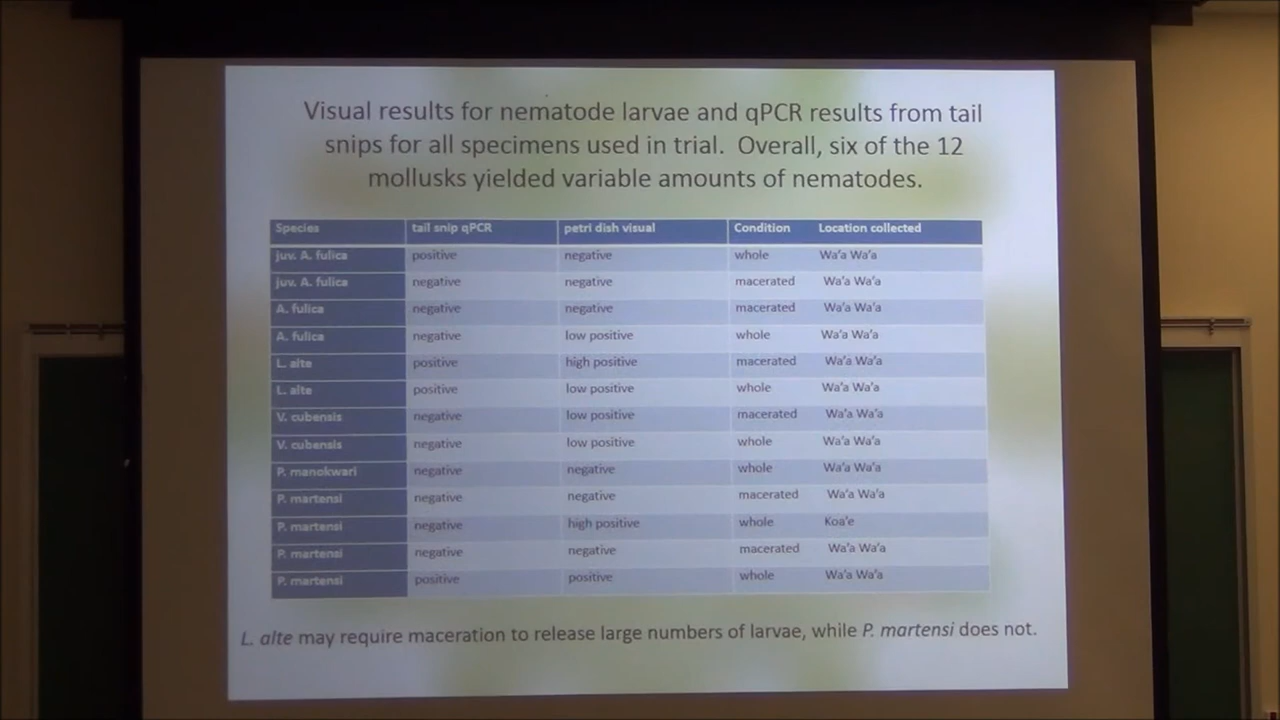 Visual results for nematode larvae and qPCR results from tail
snips for all specimens used in trial. Overall, six of the 12
mollusks yielded variable amounts of nematodes.
Species tail snip qPCR petri dish visual Condition Location collected
juv. A. fulica positive negative whole Wa'a Wa'a
juv. A. fulica negative negative macerated Wa'a Wa'a
A. fulica negative negative macerated Wa'a Wa'a
A. fulica negative low positive whole Wa'a Wa'a
L. alte positive high positive macerated Wa'a Wa'a
L. alte positive low positive whole Wa'a Wa'a
V. cubensis negative low positive macerated Wa'a Wa'a
V. cubensis negative low positive whole Wa'a Wa'a
P. manokwari negative negative whole Wa'a Wa'a
P. martensi negative negative macerated Wa'a Wa'a
P. martensi negative high positive whole Koa'e
P. martensi negative negative macerated Wa'a Wa'a
P. martensi positive positive whole Wa'a Wa'a
L. alte may require maceration to release large numbers of larvae, while P. martensi does not.